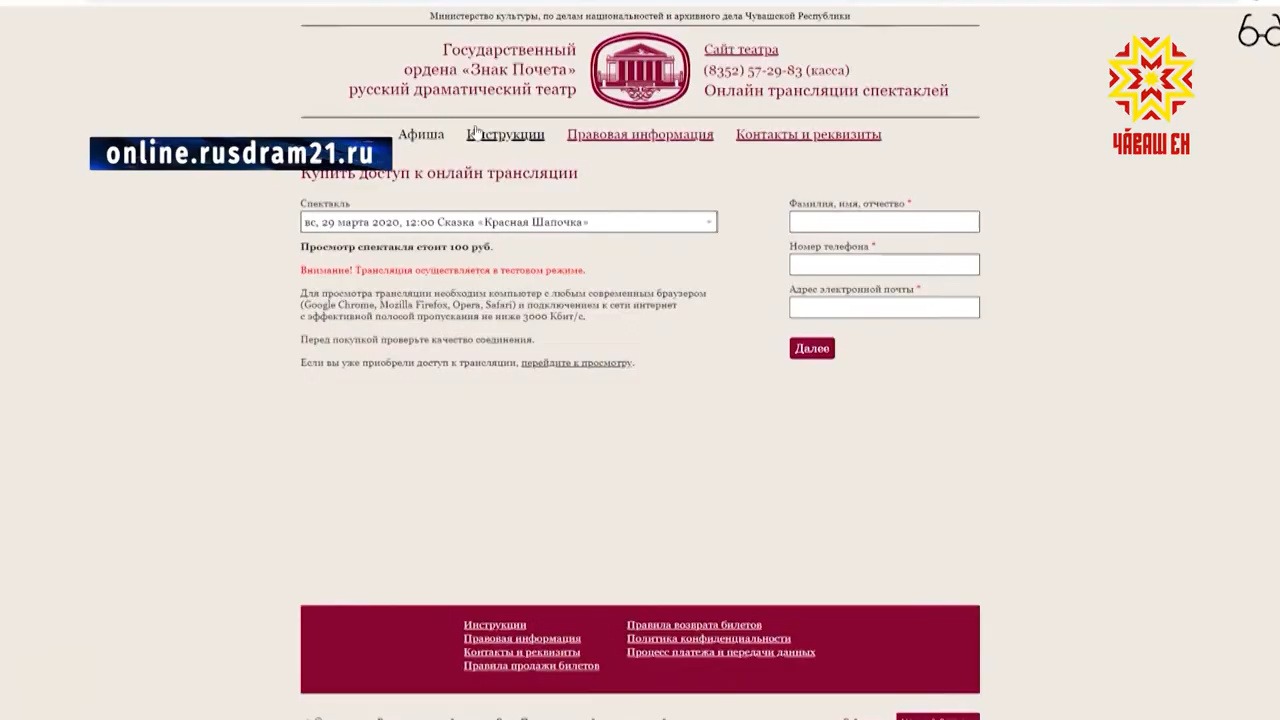 Министерство культуры, по делам национальностей и архивного дела Чувашской Республики
Государственный
ордена «Знак Почета»
русский драматический театр
Сайт театра
(8352) 57-29-83 (касса)
Онлайн трансляции спектаклей
ЧӐВАШ ЕН
Афиша
Инструкции
Правовая информация
Контакты и реквизиты
online.rusdram21.ru
Купить доступ к онлайн трансляции
Спектакль
вс, 29 марта 2020, 12:00 Сказка «Красная Шапочка»
Просмотр спектакля стоит 100 руб.
Внимание! Трансляция осуществляется в тестовом режиме.
Для просмотра трансляции необходим компьютер с любым современным браузером
(Google Chrome, Mozilla Firefox, Opera, Safari) и подключением к сети интернет
с эффективной полосой пропускания не ниже 3000 Кбит/с.
Перед покупкой проверьте качество соединения.
Если вы уже приобрели доступ к трансляции, перейдите к просмотру.
Фамилия, имя, отчество *
Номер телефона *
Адрес электронной почты *
Далее
Инструкции
Правовая информация
Контакты и реквизиты
Правила продажи билетов
Правила возврата билетов
Политика конфиденциальности
Процесс платежа и передачи данных